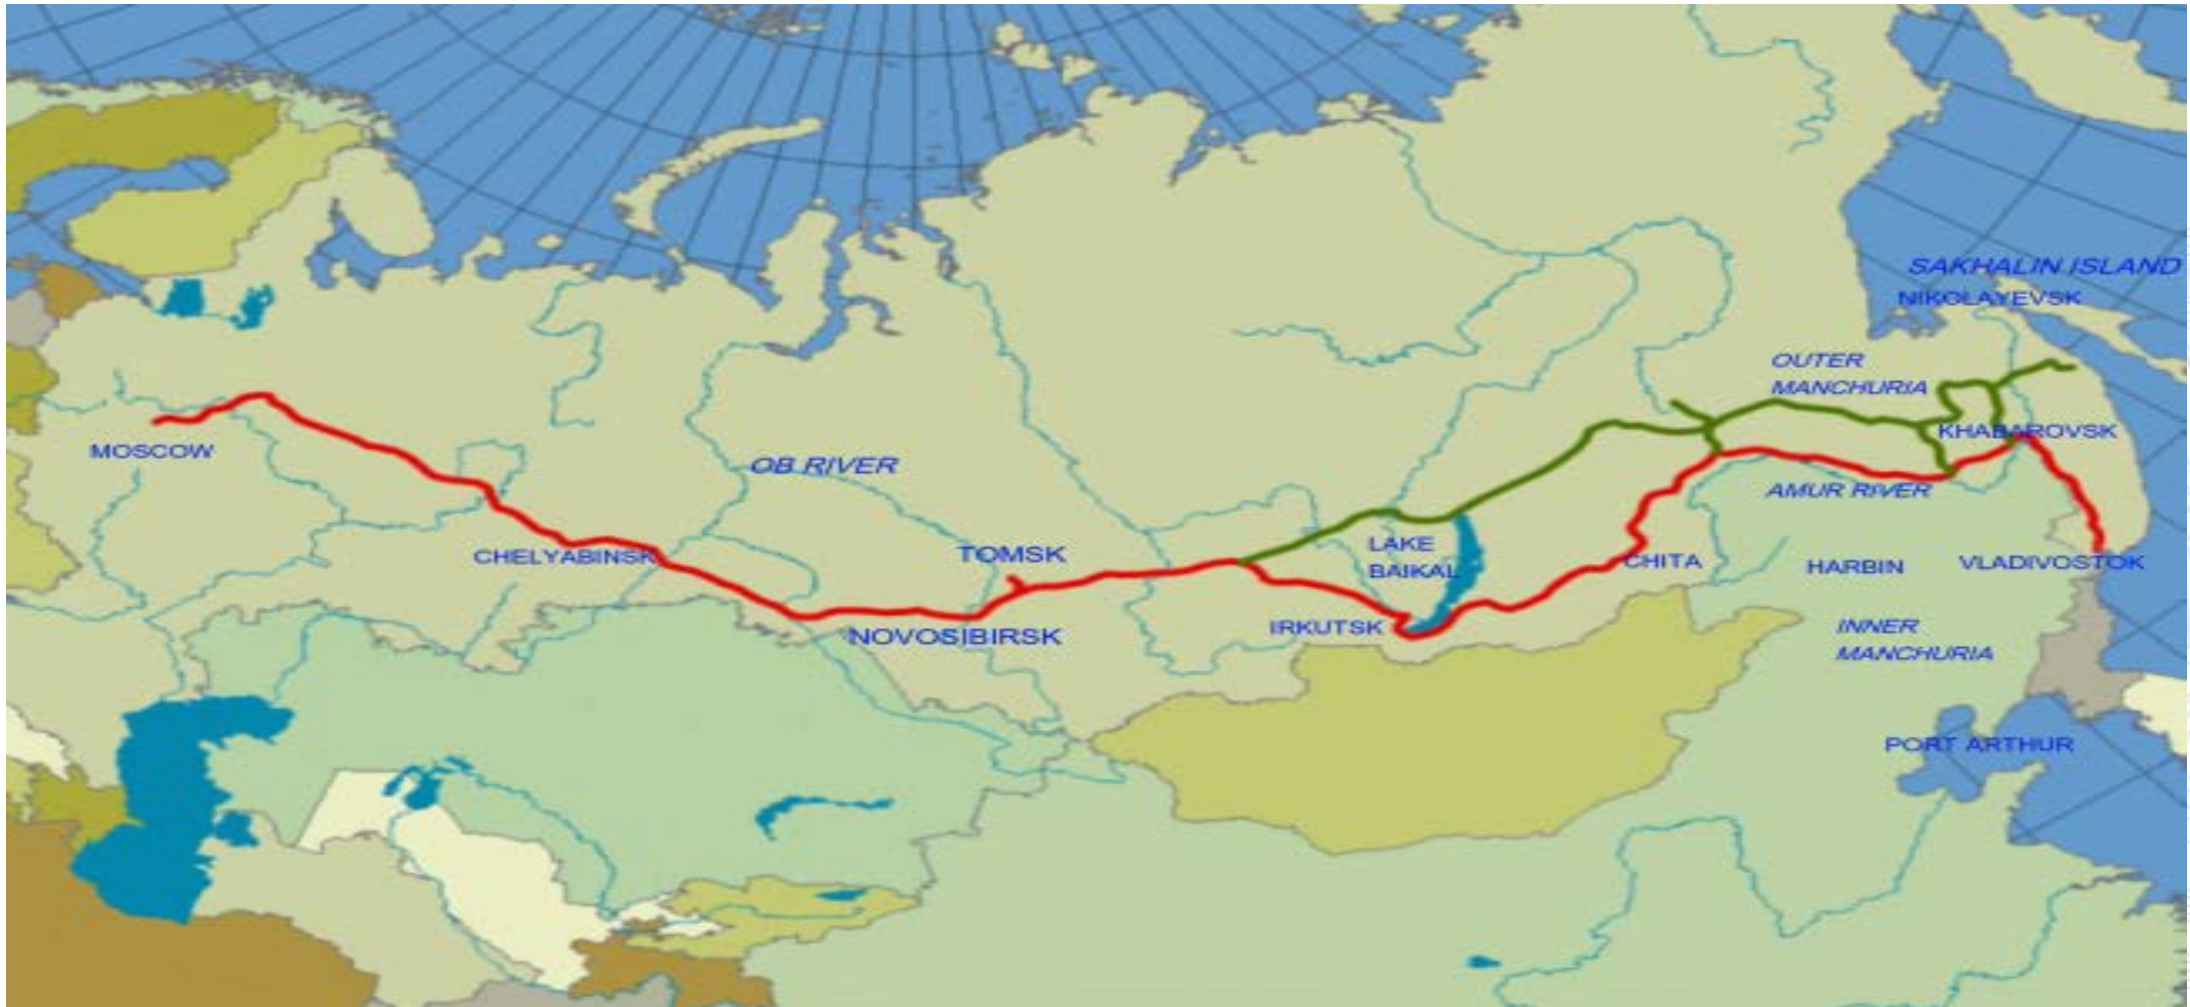 SAKHALIN ISLAND
NIKOLAYEVSK
OUTER
MANCHURIA
KHABAROVSK
MOSCOW
OB RIVER
AMUR RIVER
CHELYABINSK
TOMSK
LAKE
BAIKAL
CHITA
HARBIN
VLADIVOSTOK
NOVOSIBIRSK
IRKUTSK
INNER
MANCHURIA
PORT ARTHUR